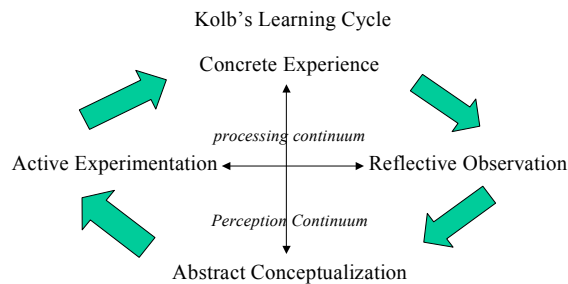 Kolb's Learning Cycle
Concrete Experience
processing continuum
Active Experimentation
Reflective Observation
Perception Continuum
Abstract Conceptualization